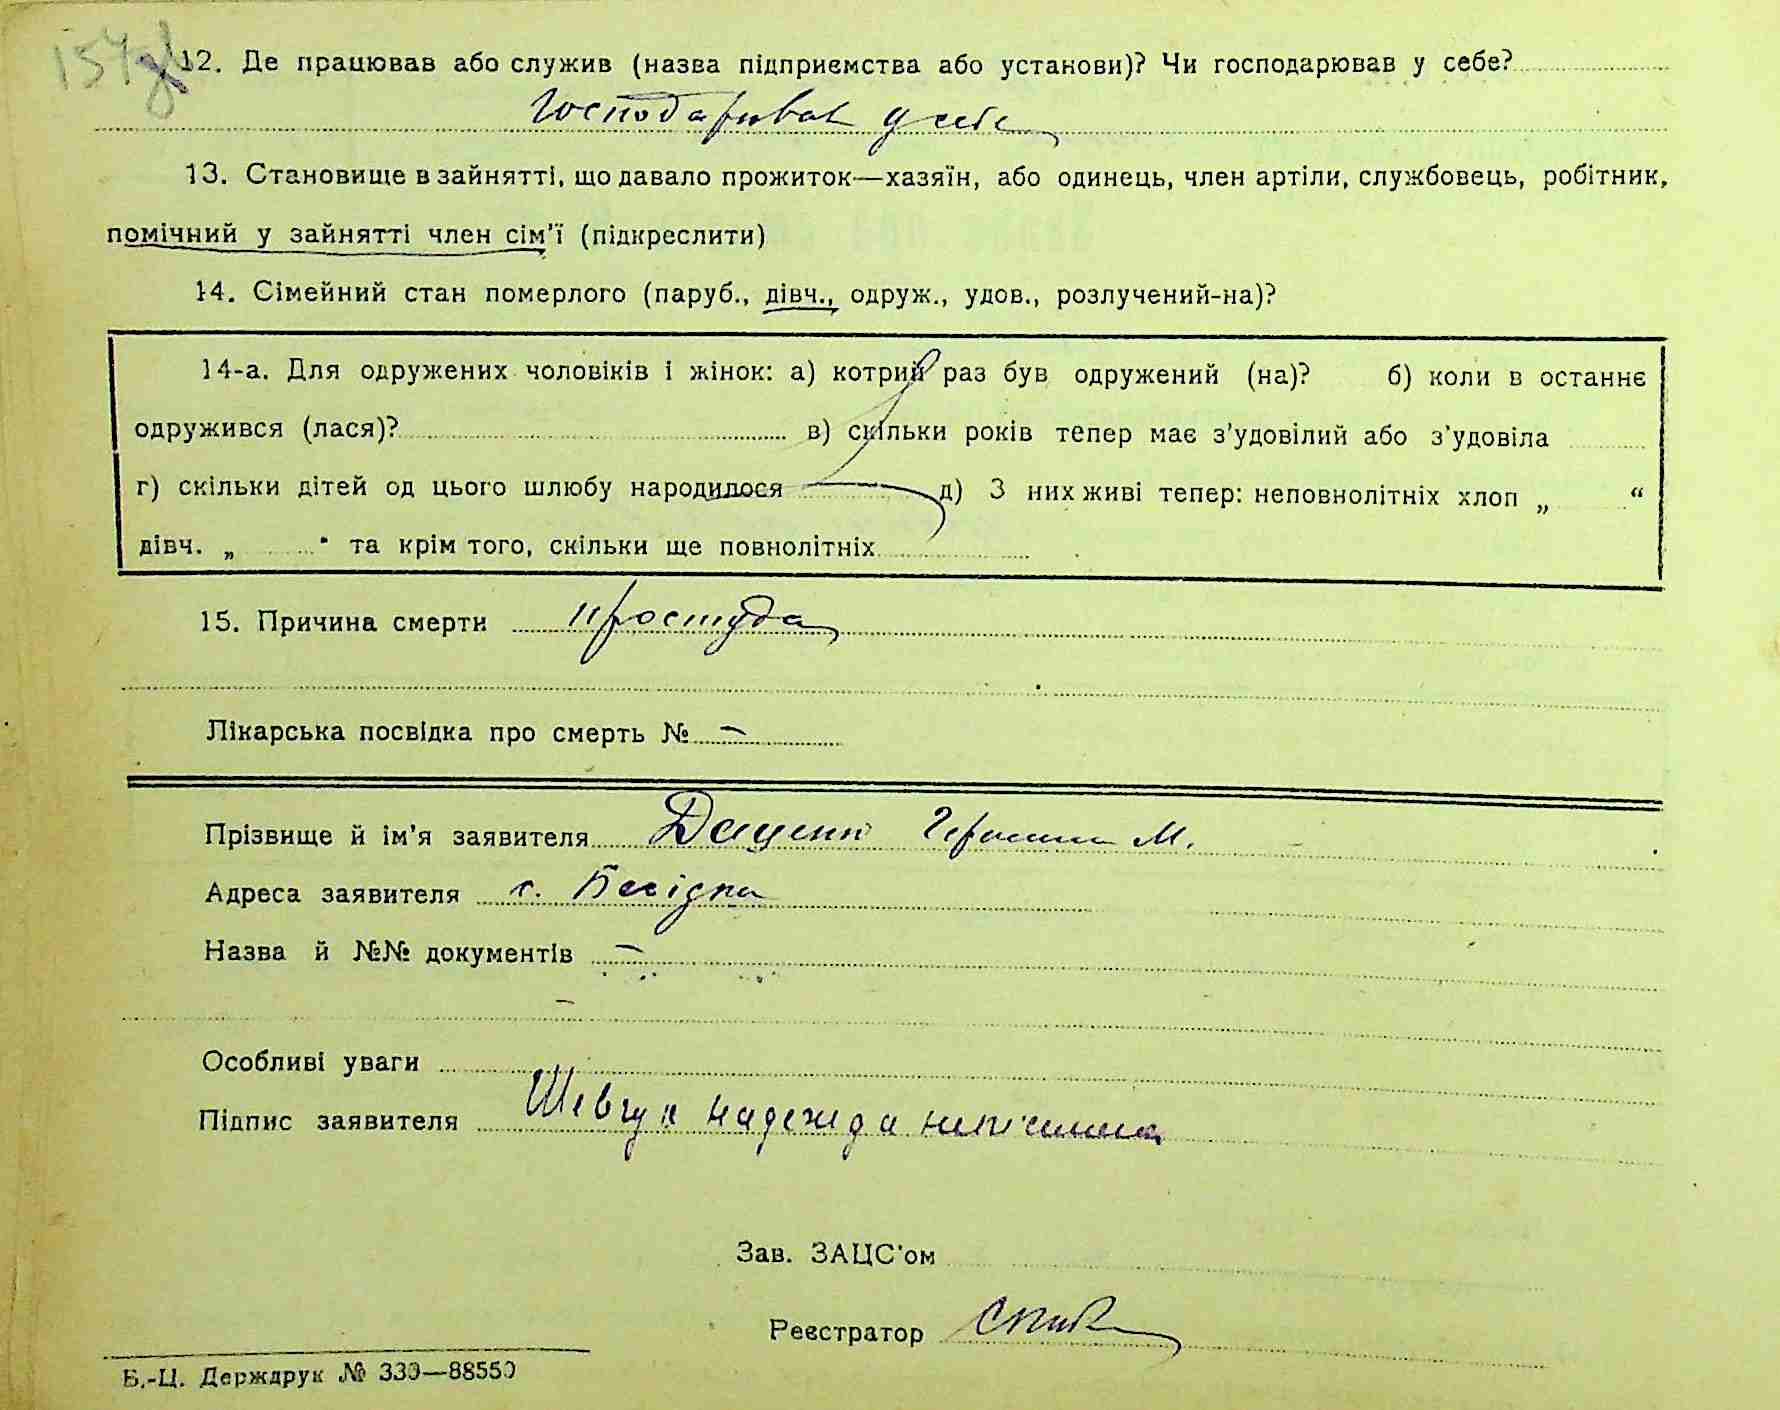 12. Де працював або служив (назва підприємства або установи)? Чи господарював у себе?
Господарював у себе
13. Становище в зайнятті, що давало прожиток—хазяїн, або одинець, член артіли, службовець, робітник,
помічний у зайнятті член сім'ї (підкреслити)
14. Сімейний стан померлого (паруб., дівч., одруж., удов., розлучений-на)?
14-а. Для одружених чоловіків і жінок: а) котрий раз був одружений (на)? б) коли в останнє
одружився (лася)? в) скільки років тепер має з'удовілий або з'удовіла
г) скільки дітей од цього шлюбу народилося д) З них живі тепер: неповнолітніх хлоп „ “
дівч. „ “ та крім того, скільки ще повнолітніх
15. Причина смерти простуда
Лікарська посвідка про смерть № —
Прізвище й ім'я заявителя М.
Адреса заявителя с. Бесідка
Назва й №№ документів —
Особливі уваги
Підпис заявителя Шевчук Надежида
Зав. ЗАЦС'ом
Реєстратор
Б.-Ц. Держдрук № 339—88550